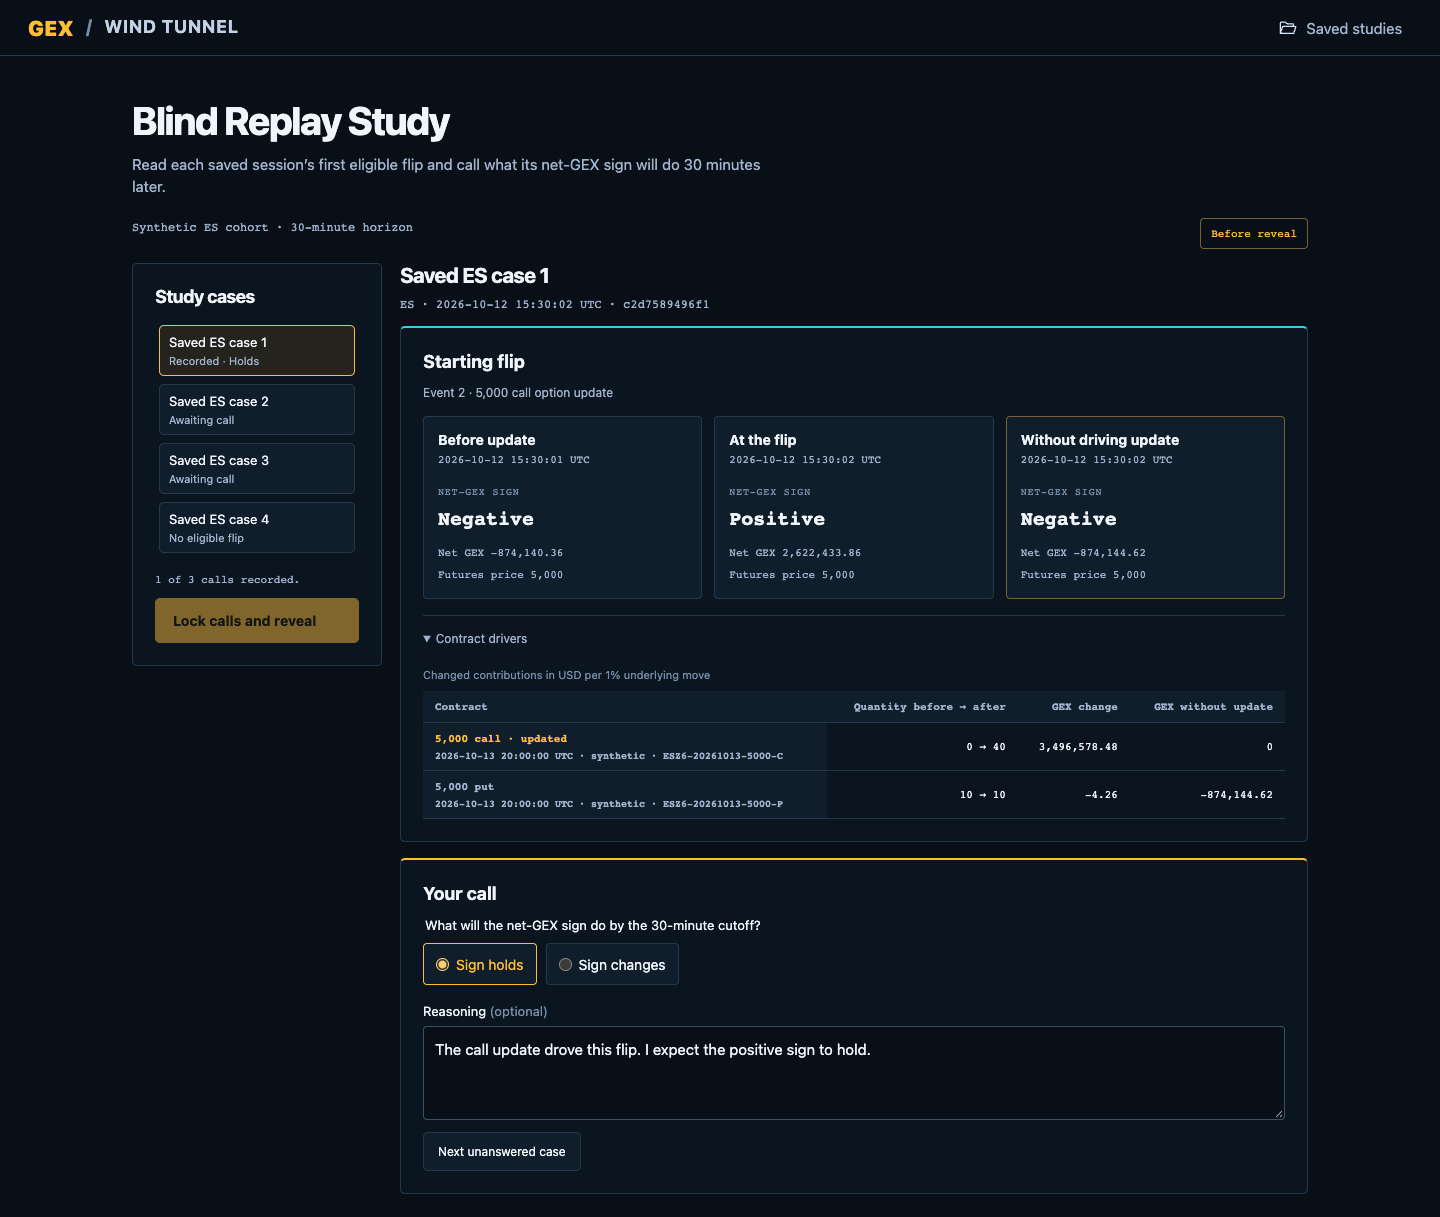 GEX / WIND TUNNEL
Saved studies
Blind Replay Study
Read each saved session's first eligible flip and call what its net-GEX sign will do 30 minutes
later.
Synthetic ES cohort · 30-minute horizon
Before reveal
Study cases
Saved ES case 1
Recorded · Holds
Saved ES case 2
Awaiting call
Saved ES case 3
Awaiting call
Saved ES case 4
No eligible flip
1 of 3 calls recorded.
Lock calls and reveal
Saved ES case 1
ES · 2026-10-12 15:30:02 UTC · c2d7589496f1
Starting flip
Event 2 · 5,000 call option update
Before update
2026-10-12 15:30:01 UTC
NET-GEX SIGN
Negative
Net GEX -874,140.36
Futures price 5,000
At the flip
2026-10-12 15:30:02 UTC
NET-GEX SIGN
Positive
Net GEX 2,622,433.86
Futures price 5,000
Without driving update
2026-10-12 15:30:02 UTC
NET-GEX SIGN
Negative
Net GEX -874,144.62
Futures price 5,000
▼ Contract drivers
Changed contributions in USD per 1% underlying move
Contract Quantity before → after GEX change GEX without update
5,000 call · updated
2026-10-13 20:00:00 UTC · synthetic · ESZ6-20261013-5000-C
0 → 40 3,496,578.48 0
5,000 put
2026-10-13 20:00:00 UTC · synthetic · ESZ6-20261013-5000-P
10 → 10 -4.26 -874,144.62
Your call
What will the net-GEX sign do by the 30-minute cutoff?
Sign holds
Sign changes
Reasoning (optional)
The call update drove this flip. I expect the positive sign to hold.
Next unanswered case